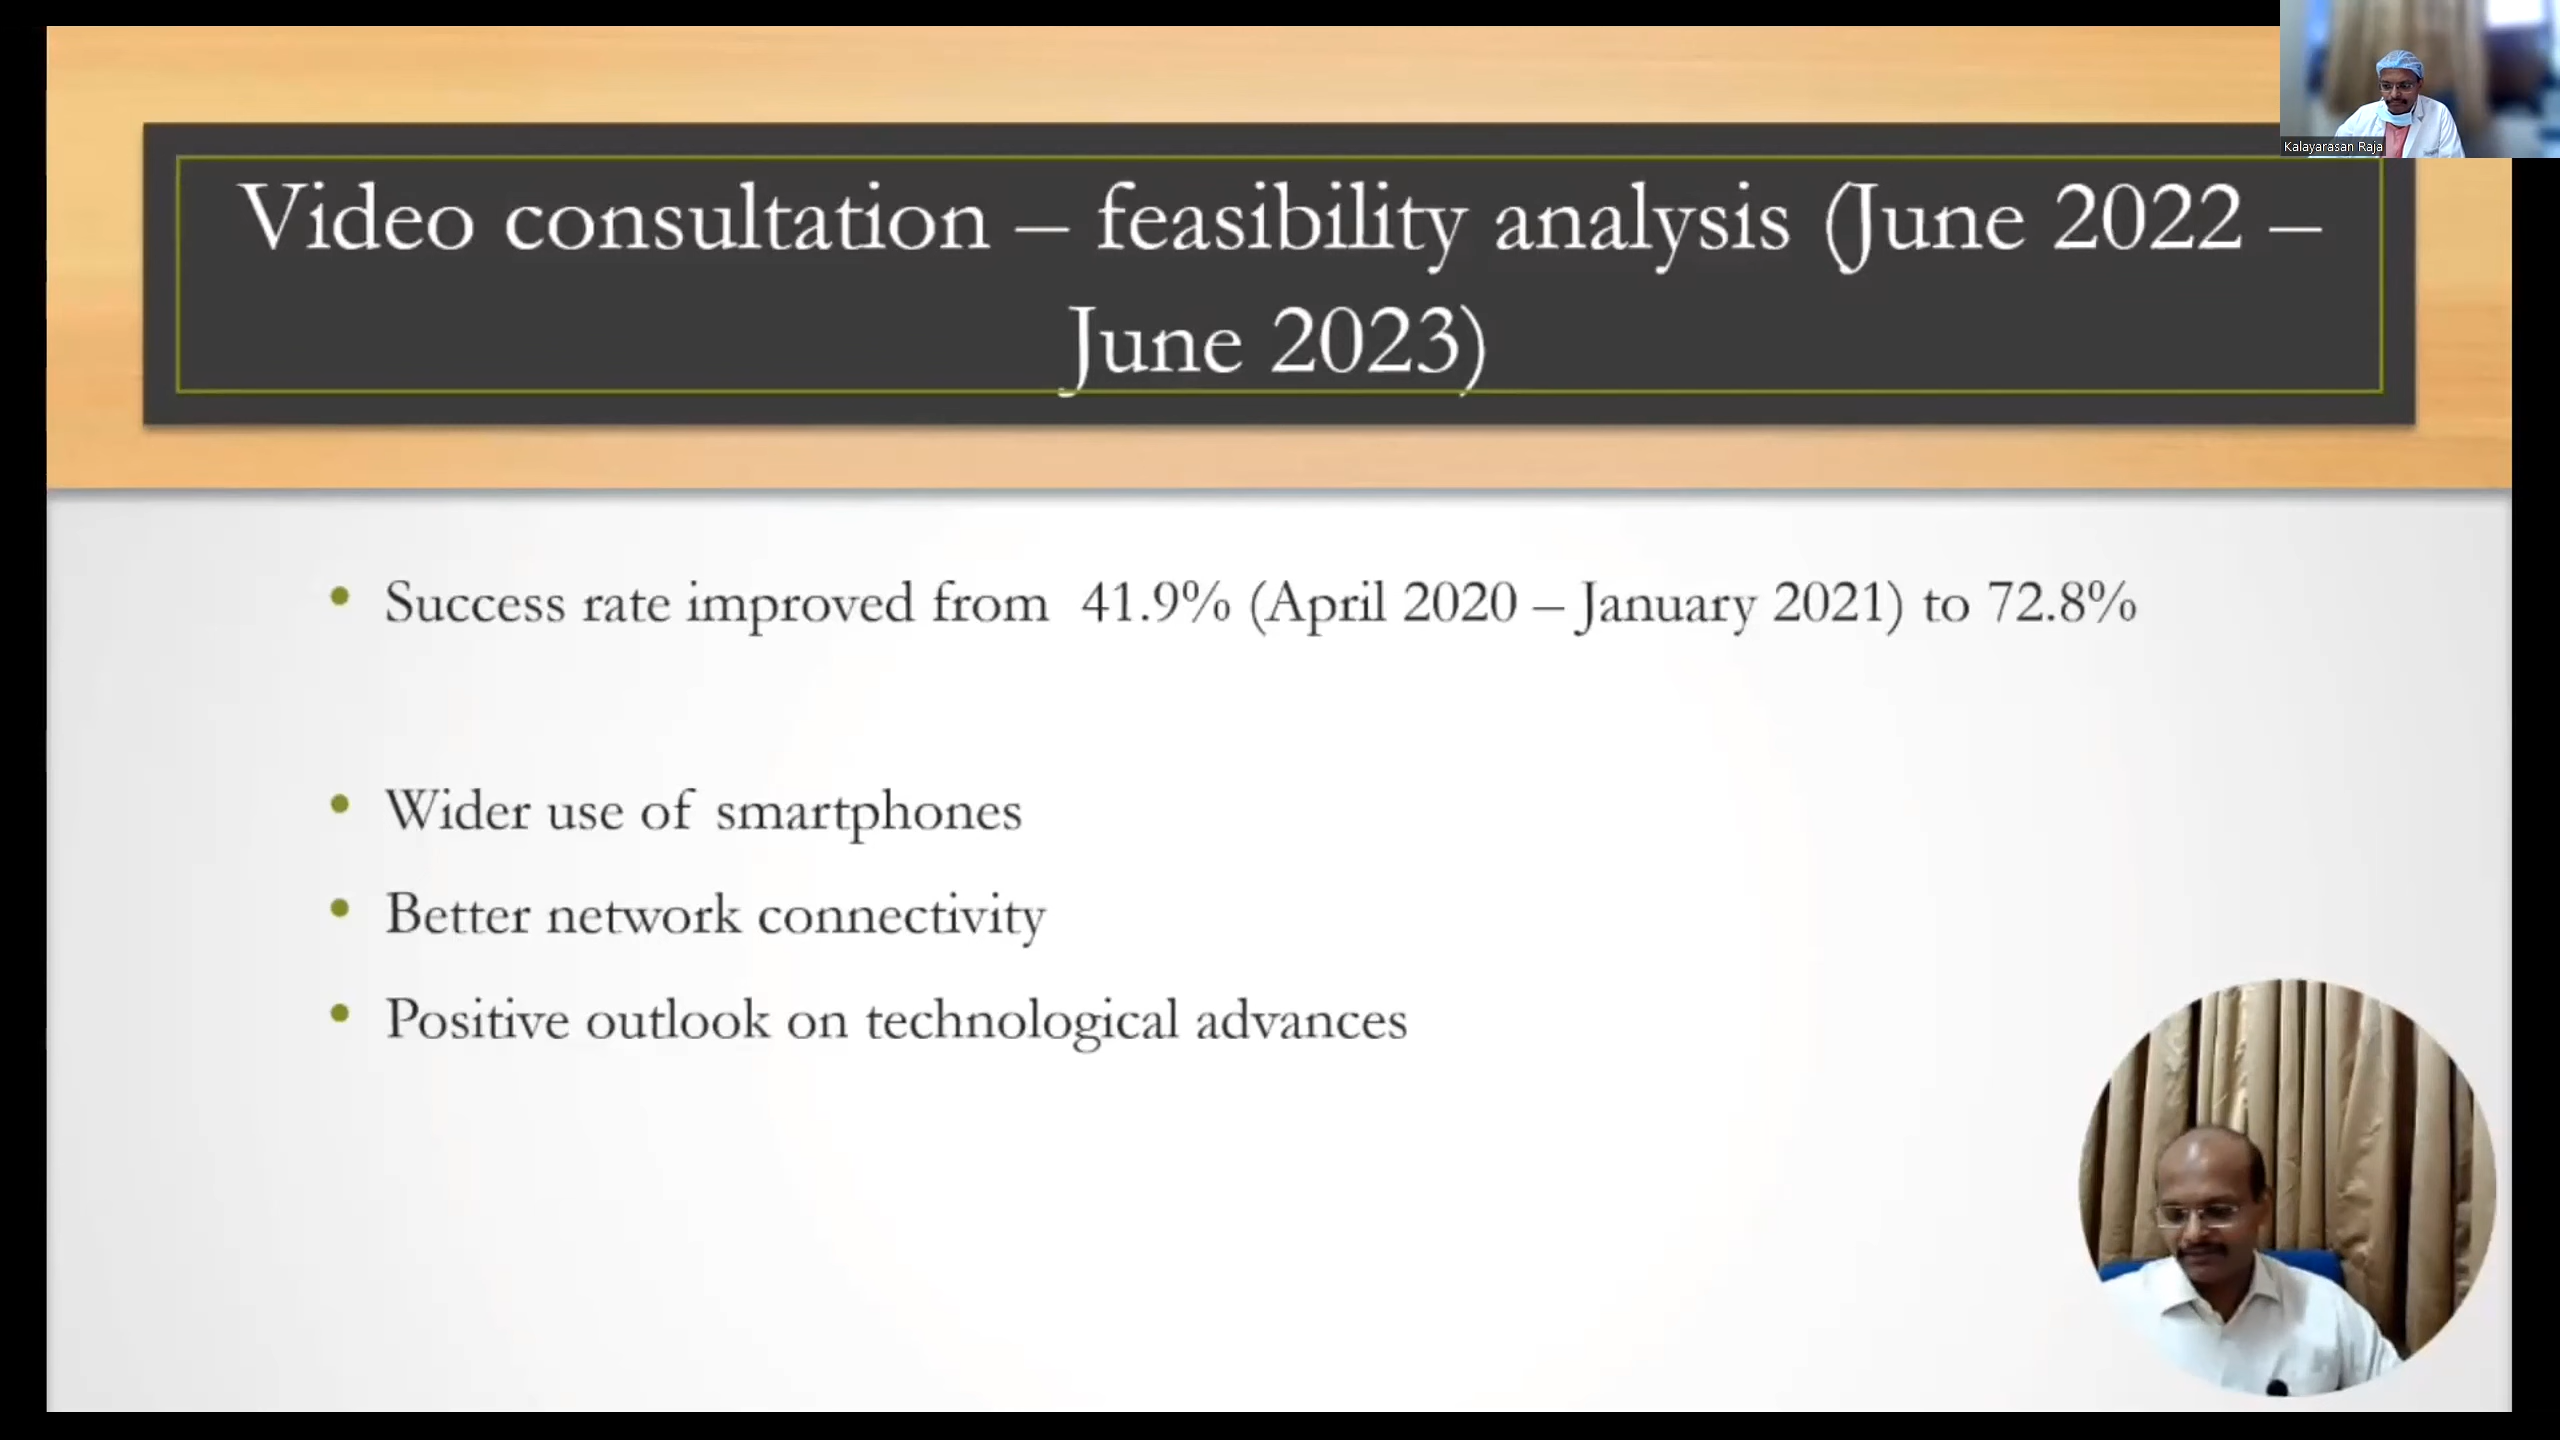 Kalayarasan Raja
Video consultation – feasibility analysis (June 2022 –
June 2023)
• Success rate improved from 41.9% (April 2020 – January 2021) to 72.8%
• Wider use of smartphones
• Better network connectivity
• Positive outlook on technological advances